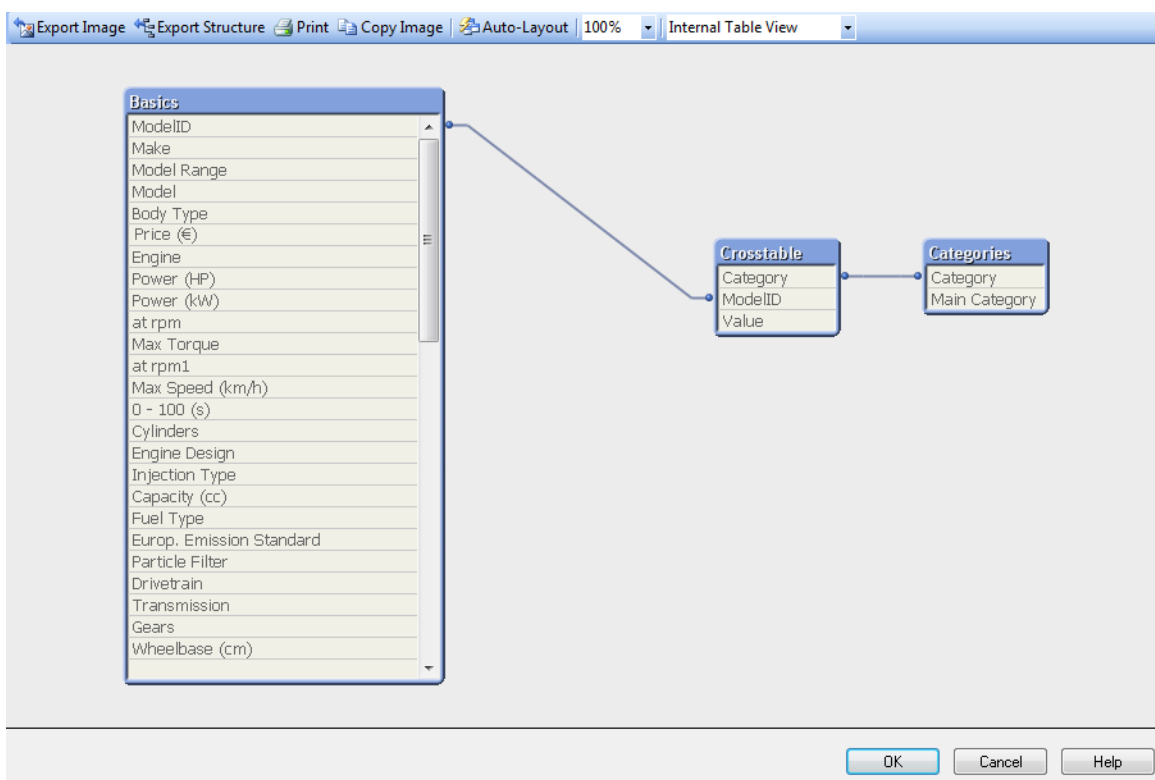 Export Image Export Structure Print Copy Image Auto-Layout 100% Internal Table View
Basics
ModelID
Make
Model Range
Model
Body Type
Price (€)
Engine
Power (HP)
Power (kW)
at rpm
Max Torque
at rpm1
Max Speed (km/h)
0 - 100 (s)
Cylinders
Engine Design
Injection Type
Capacity (cc)
Fuel Type
Europ. Emission Standard
Particle Filter
Drivetrain
Transmission
Gears
Wheelbase (cm)
Crosstable
Category
ModelID
Value
Categories
Category
Main Category
OK Cancel Help